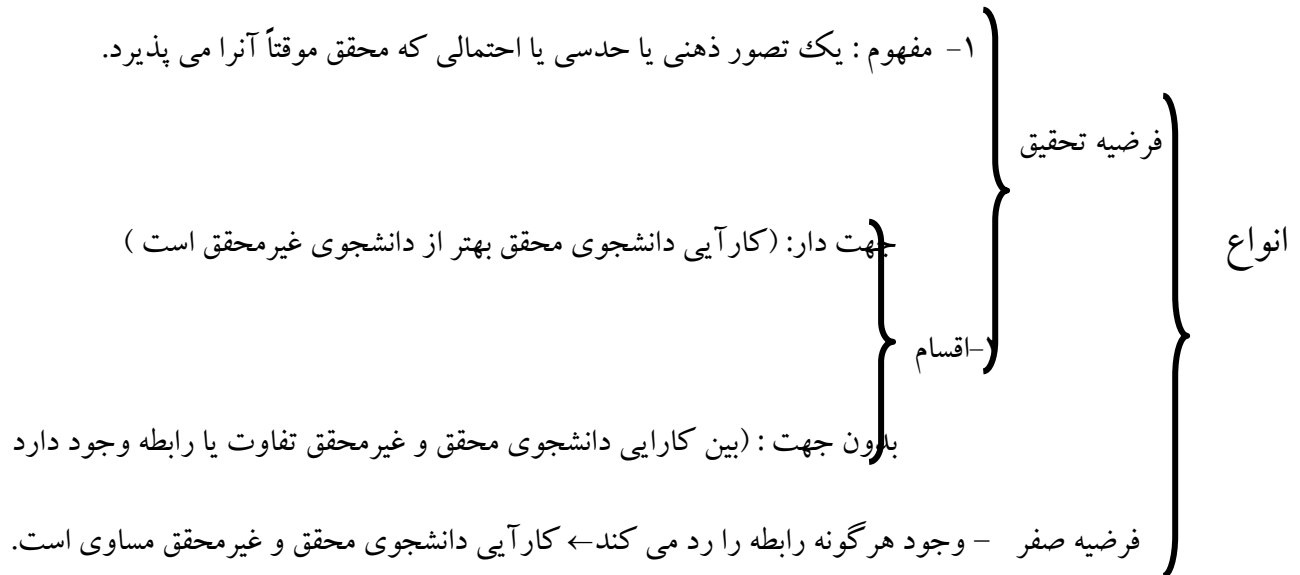 ۱- مفهوم : یک تصور ذهنی یا حدسی یا احتمالی که محقق موقتاً آنرا می پذیرد.
فرضیه تحقیق
انواع
جهت دار: (کارآیی دانشجوی محقق بهتر از دانشجوی غیرمحقق است )
۲-اقسام
بدون جهت : (بین کارایی دانشجوی محقق و غیرمحقق تفاوت یا رابطه وجود دارد
فرضیه صفر – وجود هرگونه رابطه را رد می کند← کارآیی دانشجوی محقق و غیرمحقق مساوی است.